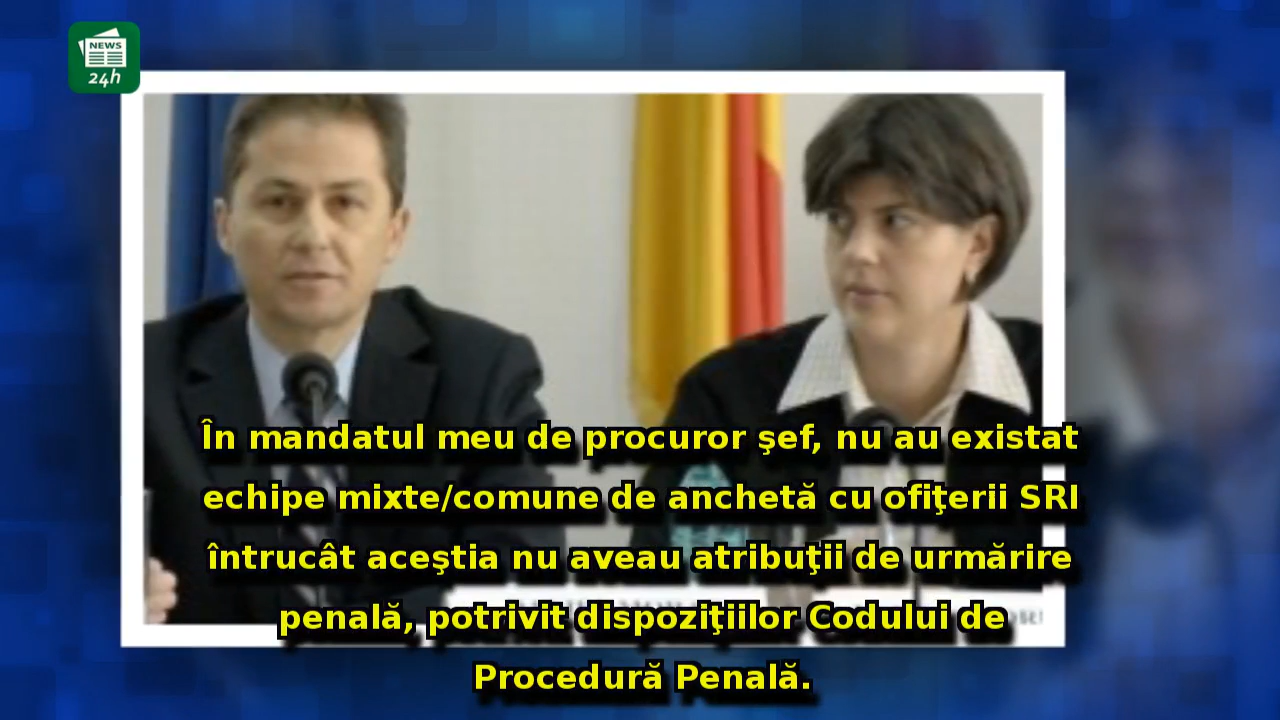 NEWS
24h
În mandatul meu de procuror şef, nu au existat
echipe mixte/comune de anchetă cu ofiţerii SRI
întrucât aceştia nu aveau atribuţii de urmărire
penală, potrivit dispoziţiilor Codului de
Procedură Penală.